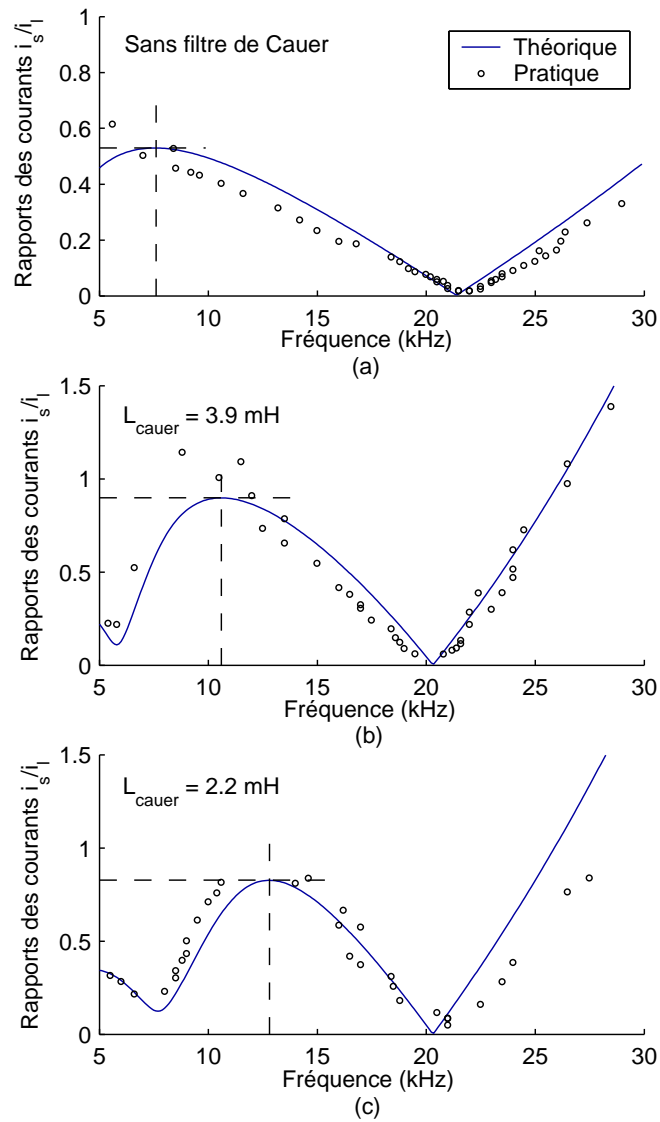 Sans filtre de Cauer
Théorique
Pratique
1
0.8
0.6
0.4
0.2
0
Rapports des courants i_s/i_l
5 10 15 20 25 30
Fréquence (kHz)
(a)
L_cauer = 3.9 mH
1.5
1
0.5
0
Rapports des courants i_s/i_l
5 10 15 20 25 30
Fréquence (kHz)
(b)
L_cauer = 2.2 mH
1.5
1
0.5
0
Rapports des courants i_s/i_l
5 10 15 20 25 30
Fréquence (kHz)
(c)